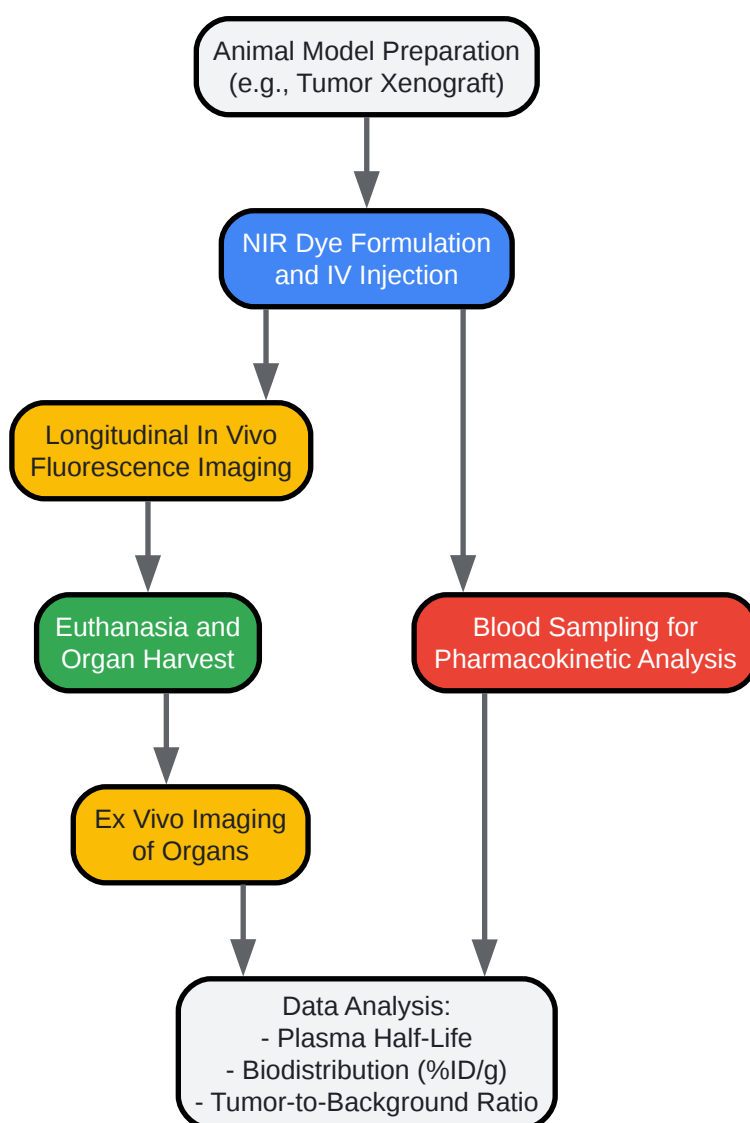 Animal Model Preparation
(e.g., Tumor Xenograft)
NIR Dye Formulation
and IV Injection
Longitudinal In Vivo
Fluorescence Imaging
Euthanasia and
Organ Harvest
Blood Sampling for
Pharmacokinetic Analysis
Ex Vivo Imaging
of Organs
Data Analysis:
- Plasma Half-Life
- Biodistribution (%ID/g)
- Tumor-to-Background Ratio